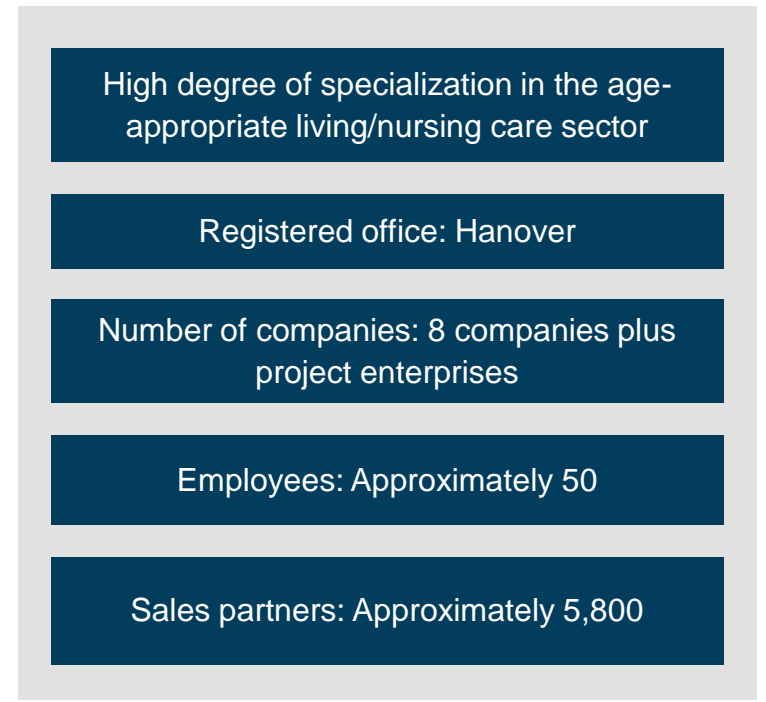 High degree of specialization in the age-
appropriate living/nursing care sector
Registered office: Hanover
Number of companies: 8 companies plus
project enterprises
Employees: Approximately 50
Sales partners: Approximately 5,800